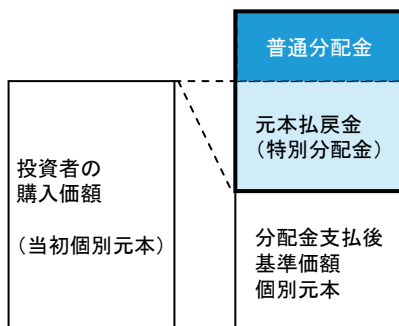 普通分配金
元本払戻金
（特別分配金）
投資者の
購入価額
（当初個別元本）
分配金支払後
基準価額
個別元本